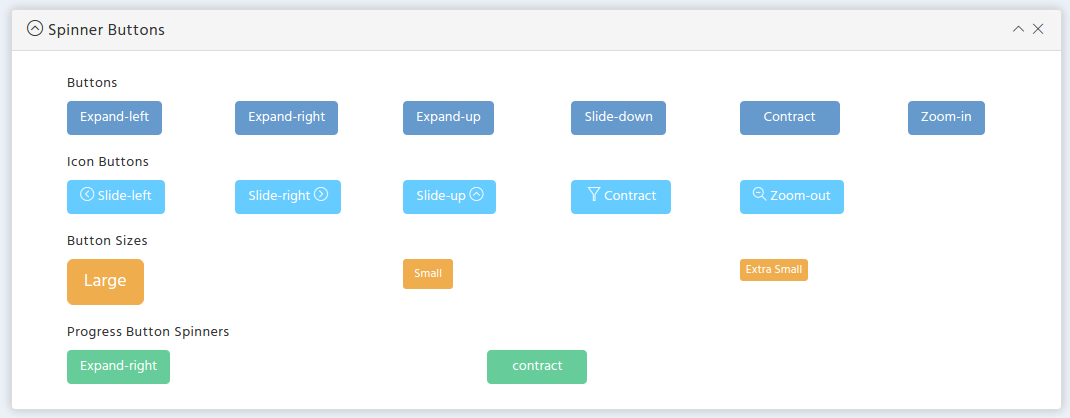 Spinner Buttons
Buttons
Expand-left Expand-right Expand-up Slide-down Contract Zoom-in
Icon Buttons
Slide-left Slide-right Slide-up Contract Zoom-out
Button Sizes
Large Small Extra Small
Progress Button Spinners
Expand-right contract